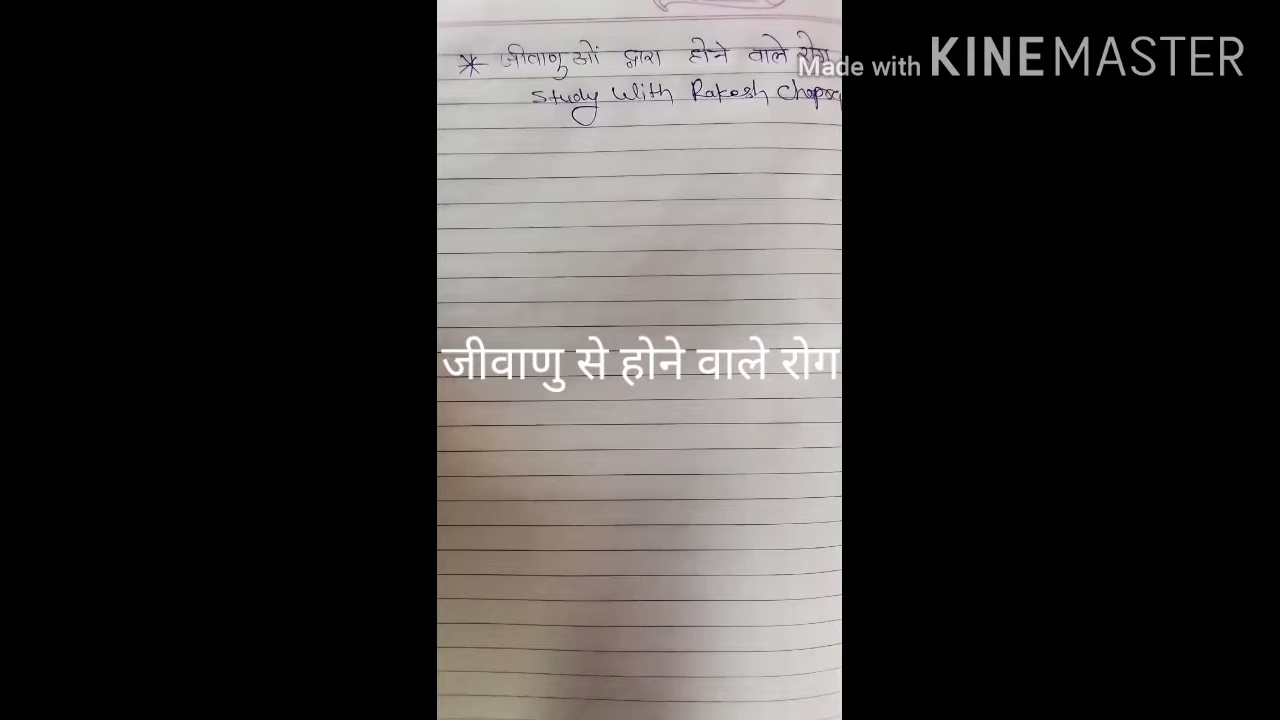 * जीवाणुओं द्वारा होने वाले रोग
Made with KINEMASTER
Study With Rakesh
जीवाणु से होने वाले रोग